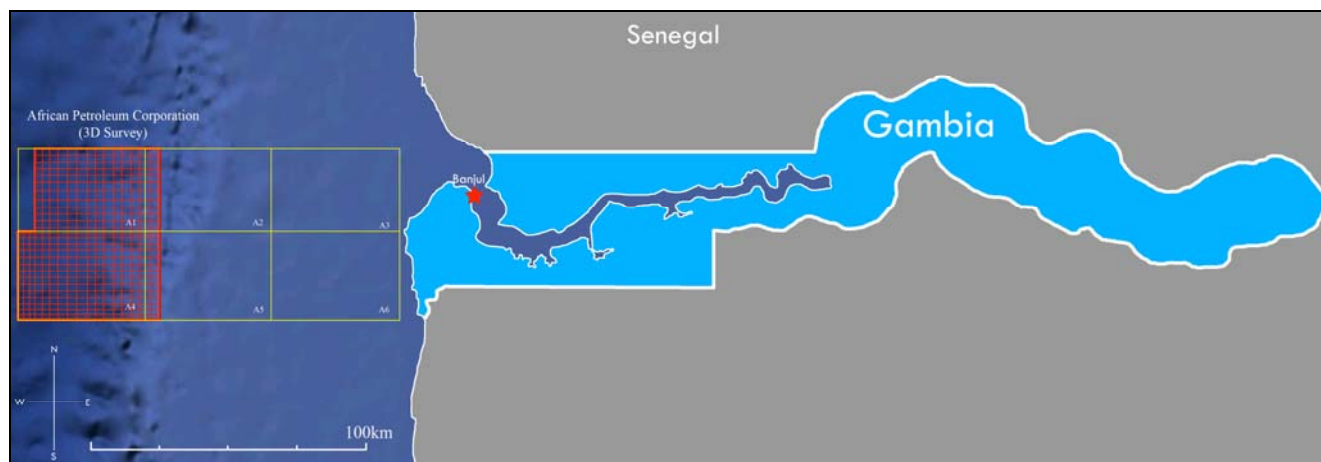 Senegal
African Petroleum Corporation
(3D Survey)
Gambia
Banjul
A1
A2
A3
A4
A5
A6
N
W
E
S
100km